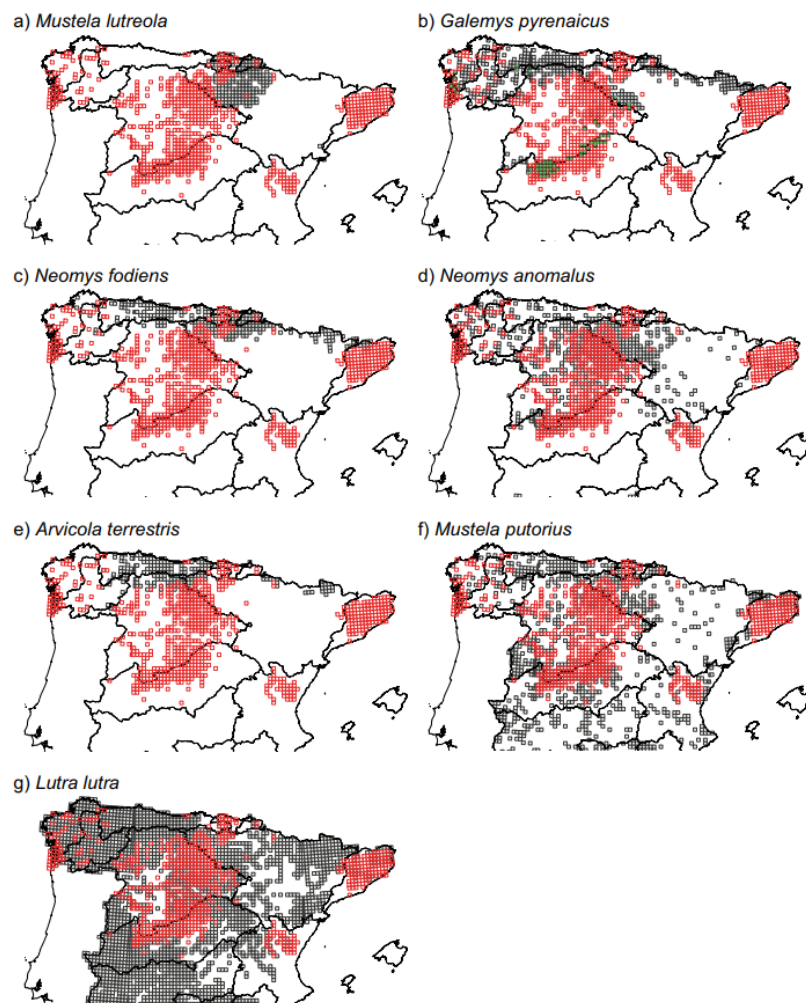 a) Mustela lutreola
b) Galemys pyrenaicus
c) Neomys fodiens
d) Neomys anomalus
e) Arvicola terrestris
f) Mustela putorius
g) Lutra lutra